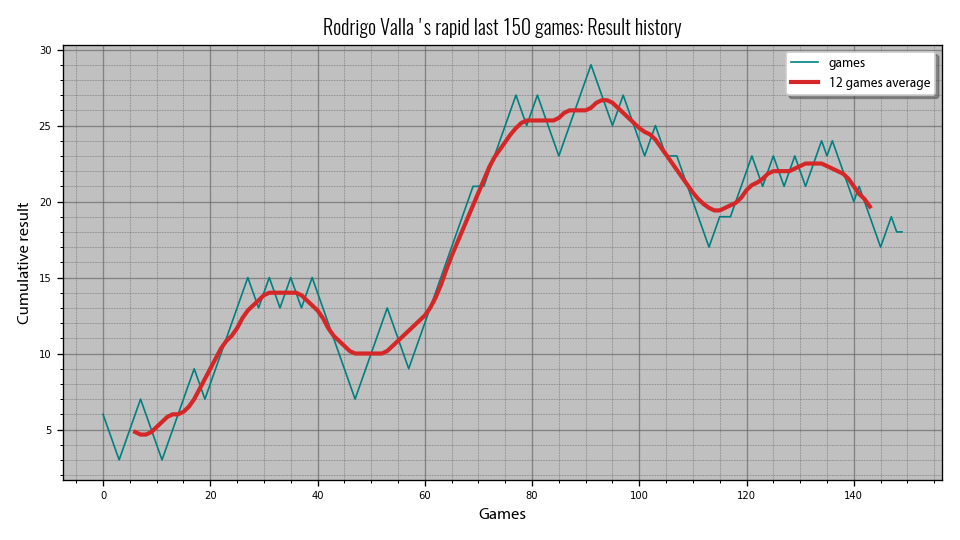 Rodrigo Valla 's rapid last 150 games: Result history
30
25
20
15
10
5
Cumulative result
games
12 games average
0 20 40 60 80 100 120 140
Games